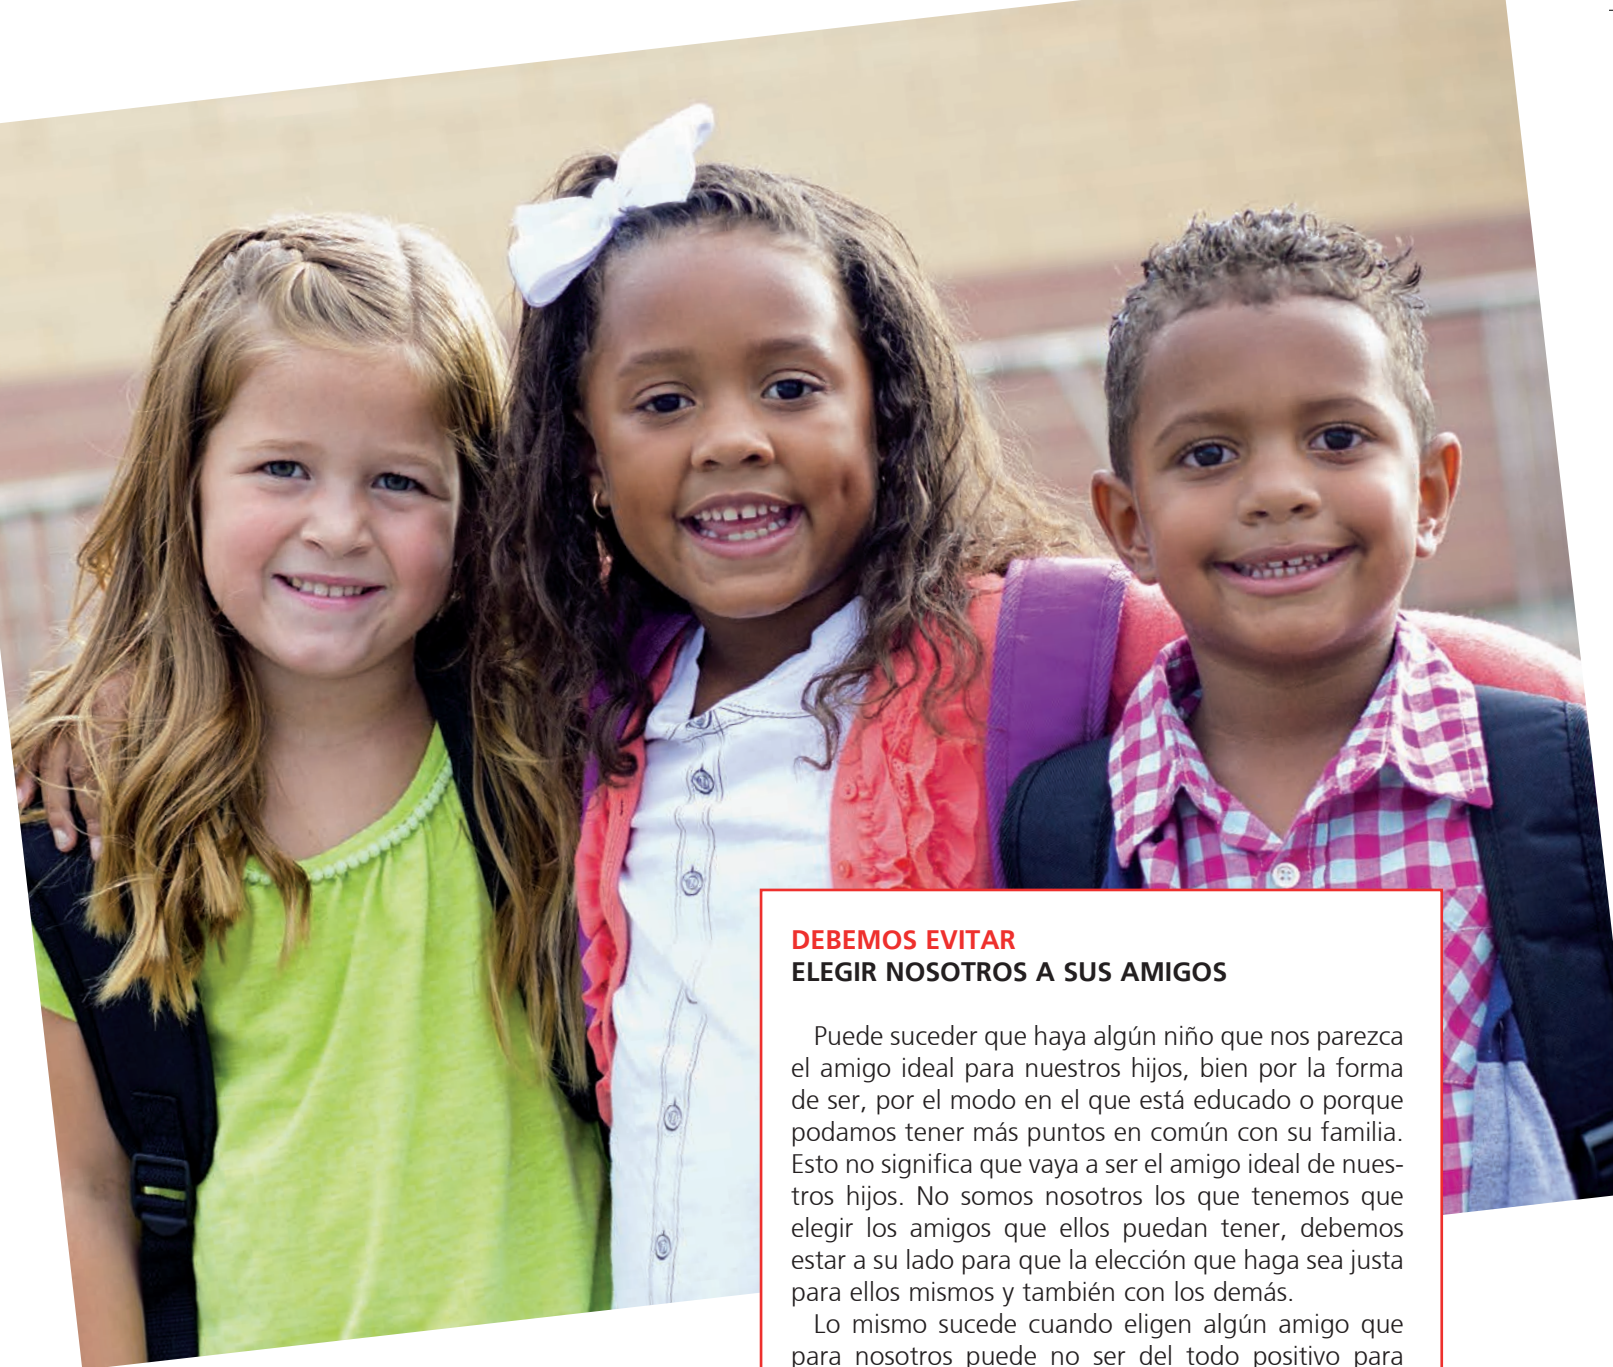 DEBEMOS EVITAR
ELEGIR NOSOTROS A SUS AMIGOS
Puede suceder que haya algún niño que nos parezca
el amigo ideal para nuestros hijos, bien por la forma
de ser, por el modo en el que está educado o porque
podamos tener más puntos en común con su familia.
Esto no significa que vaya a ser el amigo ideal de nues-
tros hijos. No somos nosotros los que tenemos que
elegir los amigos que ellos puedan tener, debemos
estar a su lado para que la elección que haga sea justa
para ellos mismos y también con los demás.
Lo mismo sucede cuando eligen algún amigo que
para nosotros puede no ser del todo positivo para